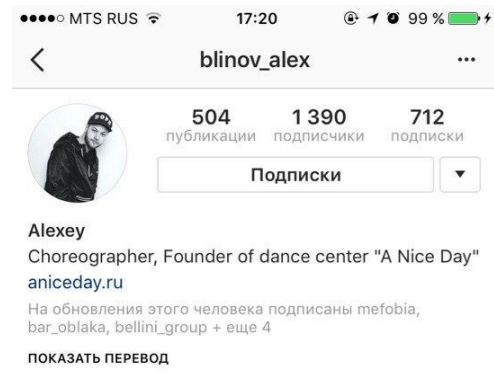 MTS RUS 17:20 99 %
blinov_alex
504 1 390 712
публикации подписчики подписки
Подписки
Alexey
Choreographer, Founder of dance center "A Nice Day"
aniceday.ru
На обновления этого человека подписаны mefobia,
bar_oblaka, bellini_group + еще 4
ПОКАЗАТЬ ПЕРЕВОД